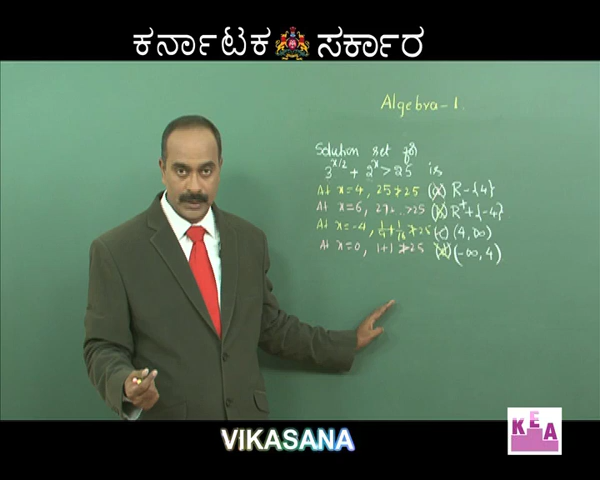 ಕರ್ನಾಟಕ ಸರ್ಕಾರ
Algebra-1.
Solution set for
3^{x/2} + 2^x > 25 is
At x=4, 25≯25 (a) R-{4}
At x=6, 27... >25 (b) R⁺+{-4}
At x=-4, 1/9+1/16≯25 (c) (4,∞)
At x=0, 1+1≯25 (d) (-∞,4)
VIKASANA
KEA